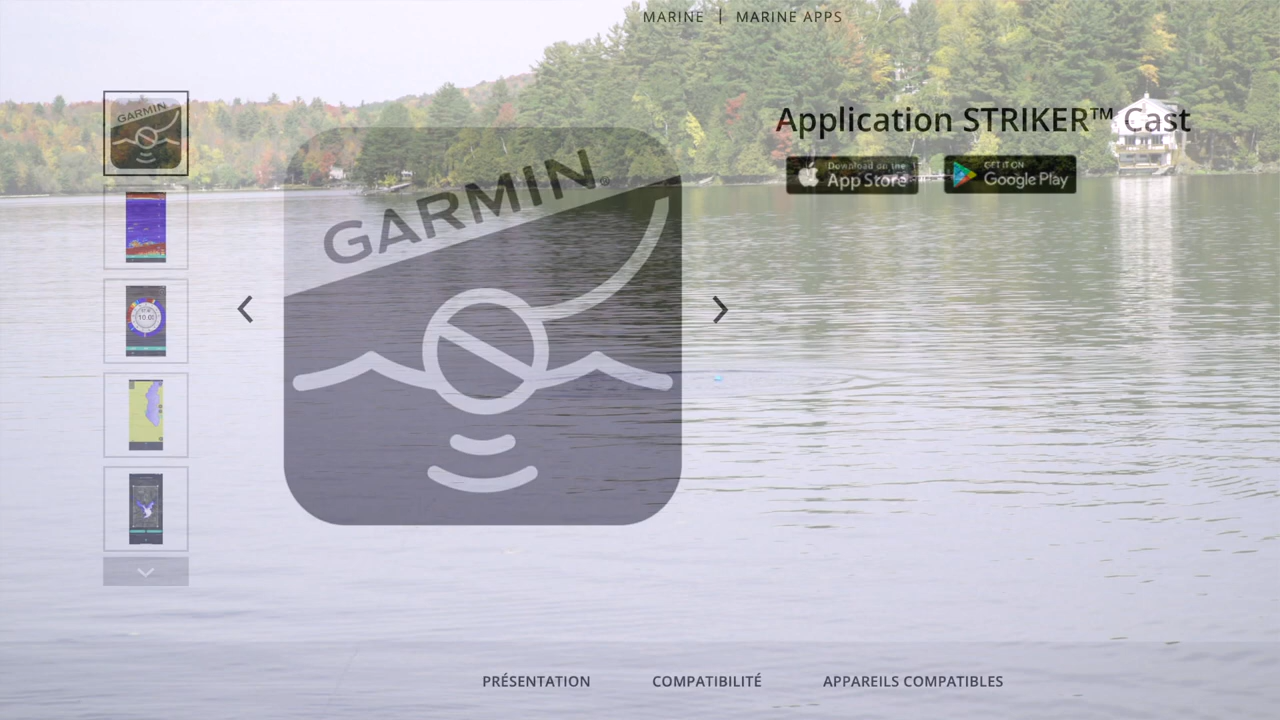 MARINE | MARINE APPS
GARMIN
Application STRIKER™ Cast
Download on the
App Store
GET IT ON
Google Play
GARMIN®
PRÉSENTATION
COMPATIBILITÉ
APPAREILS COMPATIBLES